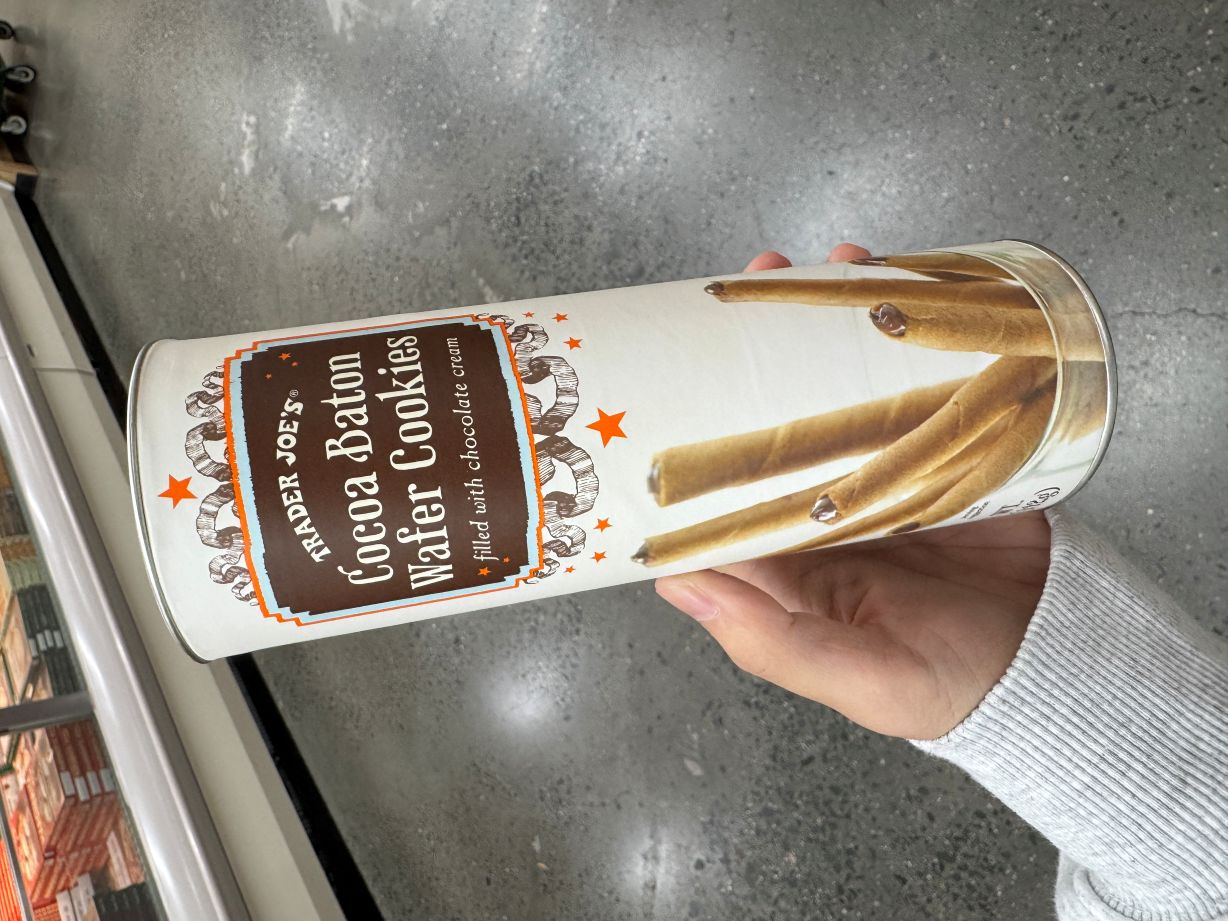 TRADER JOE'S®
Cocoa Baton
Wafer Cookies
filled with chocolate cream